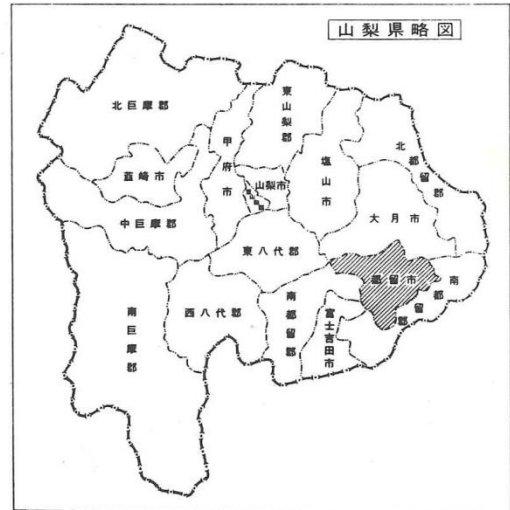 山梨県略図
北巨摩郡
東山梨郡
甲府市
北都留郡
韮崎市
山梨市
塩山市
中巨摩郡
大月市
東八代郡
都留市
南都留郡
南巨摩郡
西八代郡
南都留郡
富士吉田市